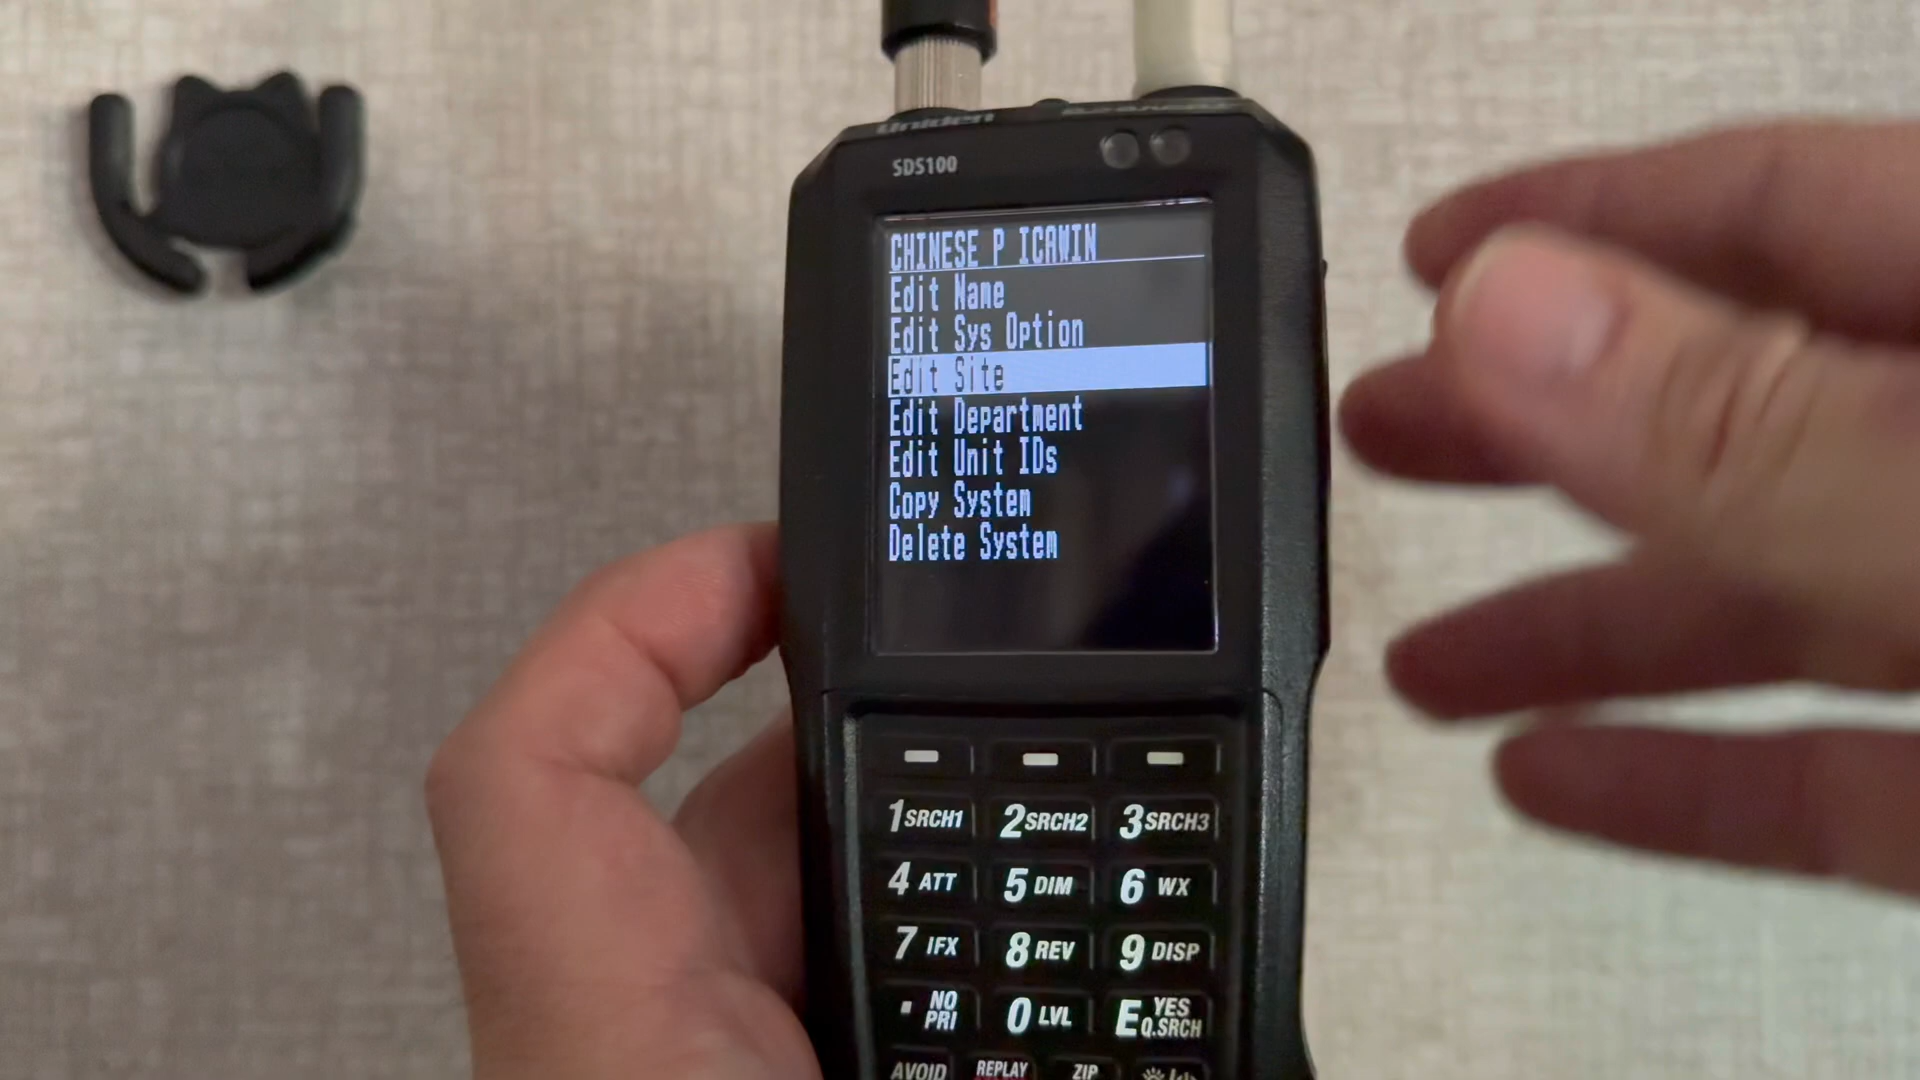 Uniden
SDS100
CHINESE P ICAWIN
Edit Name
Edit Sys Option
Edit Site
Edit Department
Edit Unit IDs
Copy System
Delete System
1 SRCH1 2 SRCH2 3 SRCH3
4 ATT 5 DIM 6 WX
7 IFX 8 REV 9 DISP
. NO PRI 0 LVL E YES Q.SRCH
AVOID REPLAY ZIP